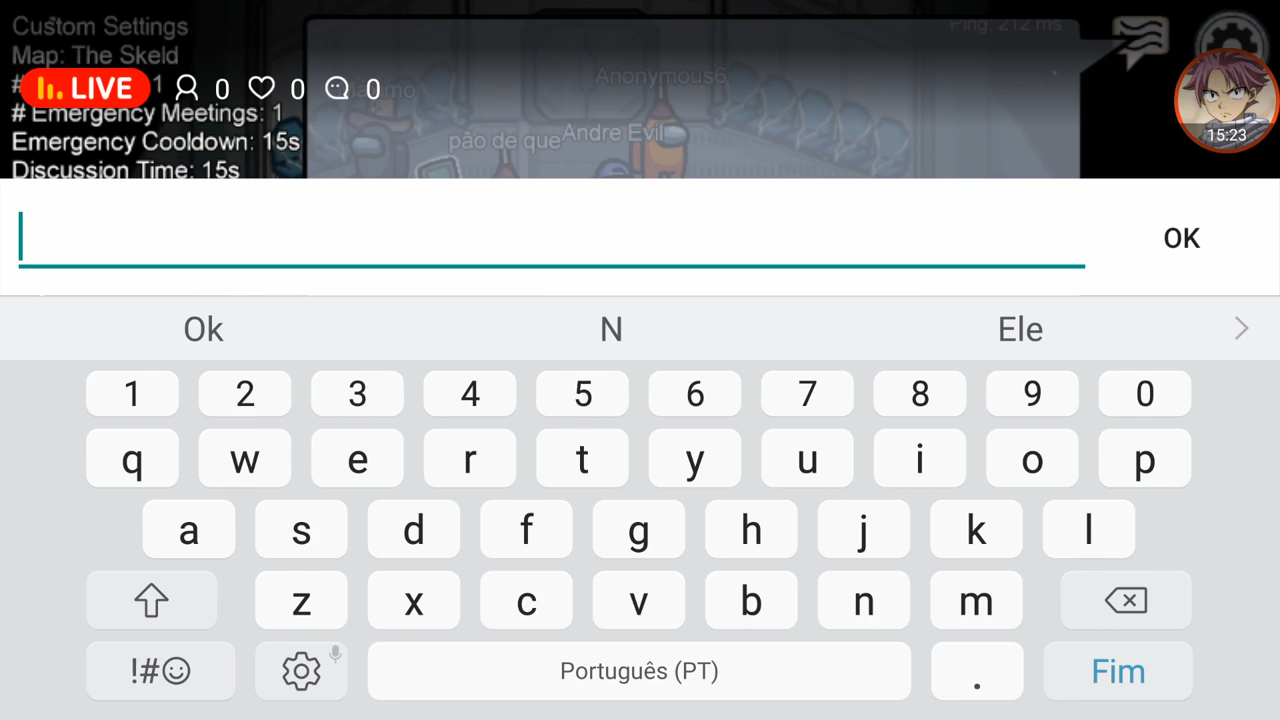 Custom Settings
Ping: 212 ms
Map: The Skeld
# 1
LIVE 0 0 0
Anonymous6
15:23
# Emergency Meetings: 1
pão de que
Andre Evil
Emergency Cooldown: 15s
Discussion Time: 15s
OK
Ok N Ele
1 2 3 4 5 6 7 8 9 0
q w e r t y u i o p
a s d f g h j k l
z x c v b n m
!#☺ Português (PT) . Fim